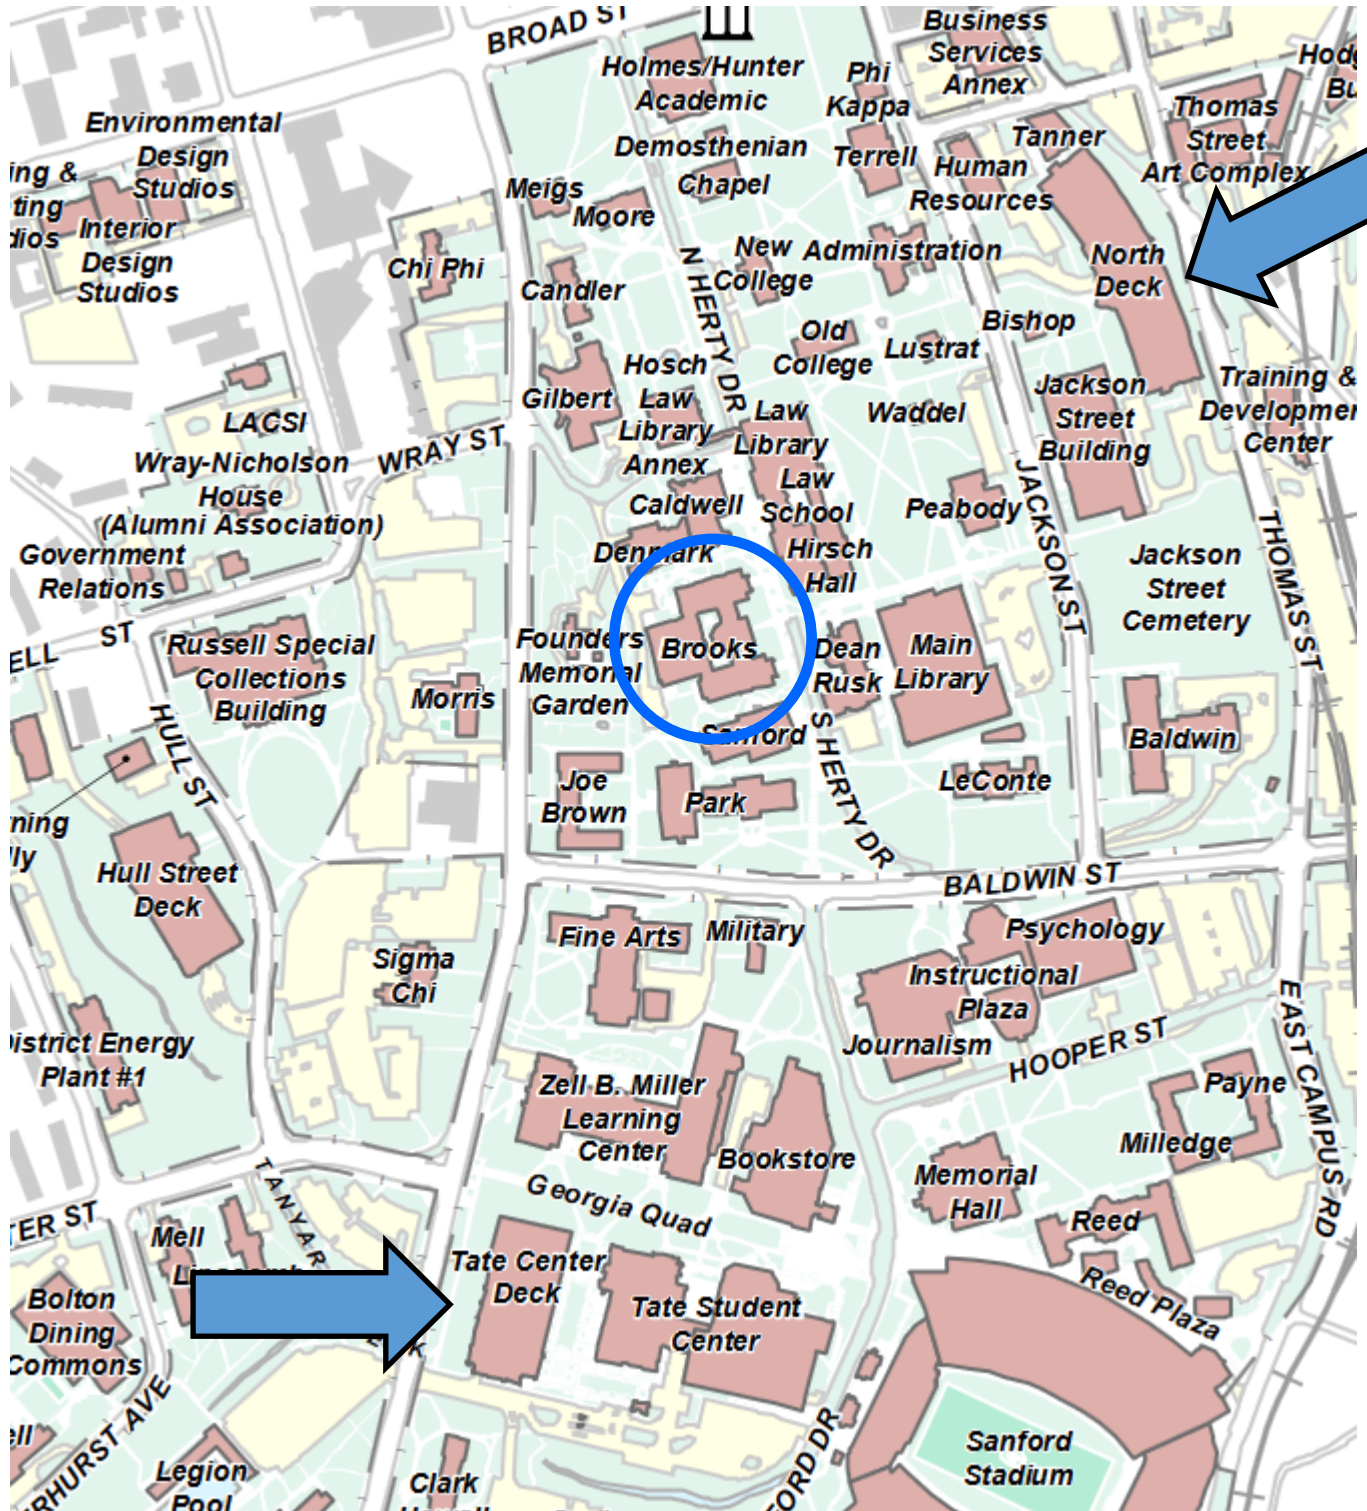 BROAD ST
Business
Services
Annex
Holmes/Hunter
Academic
Phi
Kappa
Environmental
Design
Studios
Demosthenian
Chapel
Terrell
Human
Resources
Tanner
Thomas
Street
Art Complex
Interior
Design
Studios
Meigs
Moore
Chi Phi
Candler
N HERTY DR
New
College
Administration
North
Deck
Old
College
Lustrat
Bishop
Hosch
Law
Library
Annex
Gilbert
Law
Library
Waddel
Jackson
Street
Building
Training &
Center
LACSI
WRAY ST
Wray-Nicholson
House
(Alumni Association)
Caldwell
Law
School
Peabody
JACKSON ST
THOMAS ST
Government
Relations
Denmark
Hirsch
Hall
Jackson
Street
Cemetery
ST
Russell Special
Collections
Building
Founders
Memorial
Garden
Brooks
Dean
Rusk
Main
Library
Morris
HULL ST
Sanford
S HERTY DR
Baldwin
Joe
Brown
Park
LeConte
Hull Street
Deck
BALDWIN ST
Fine Arts
Military
Psychology
Sigma
Chi
Instructional
Plaza
Journalism
HOOPER ST
EAST CAMPUS RD
District Energy
Plant #1
Zell B. Miller
Learning
Center
Bookstore
Payne
Milledge
Memorial
Hall
Reed
Reed Plaza
Georgia Quad
Mell
Tate Center
Deck
Tate Student
Center
Bolton
Dining
Commons
Sanford
Stadium
Legion
Pool
Clark